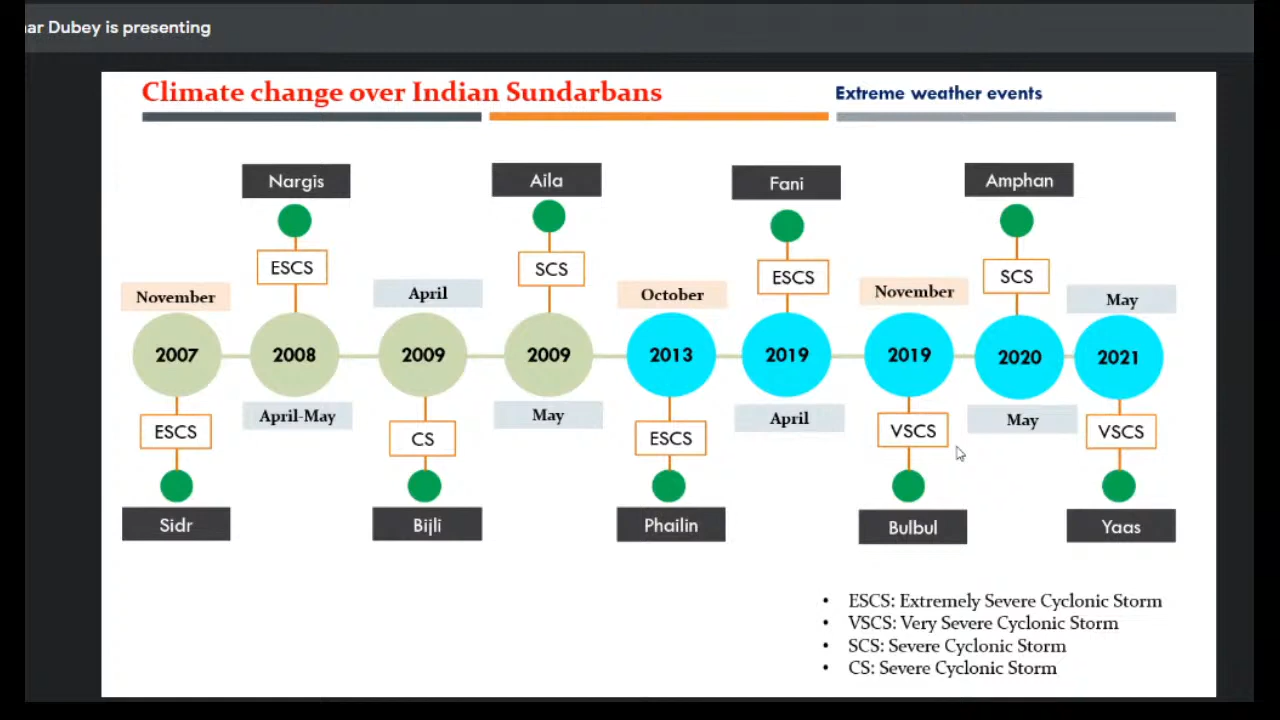 ar Dubey is presenting
Climate change over Indian Sundarbans
Extreme weather events
Nargis
Aila
Fani
Amphan
ESCS
SCS
ESCS
SCS
November
April
October
November
May
2007
2008
2009
2009
2013
2019
2019
2020
2021
April-May
May
April
May
ESCS
CS
ESCS
VSCS
VSCS
Sidr
Bijli
Phailin
Bulbul
Yaas
• ESCS: Extremely Severe Cyclonic Storm
• VSCS: Very Severe Cyclonic Storm
• SCS: Severe Cyclonic Storm
• CS: Severe Cyclonic Storm